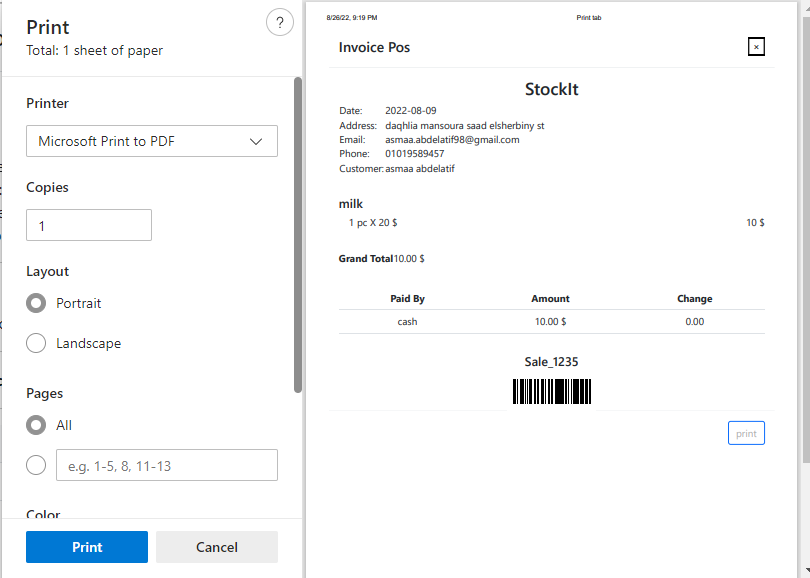 Print
?
Total: 1 sheet of paper
Printer
Microsoft Print to PDF
Copies
1
Layout
Portrait
Landscape
Pages
All
e.g. 1-5, 8, 11-13
Color
Print Cancel
8/26/22, 9:19 PM Print tab
Invoice Pos ×
StockIt
Date: 2022-08-09
Address: daqhlia mansoura saad elsherbiny st
Email: asmaa.abdelatif98@gmail.com
Phone: 01019589457
Customer: asmaa abdelatif
milk
1 pc X 20 $ 10 $
Grand Total10.00 $
Paid By Amount Change
cash 10.00 $ 0.00
Sale_1235
print